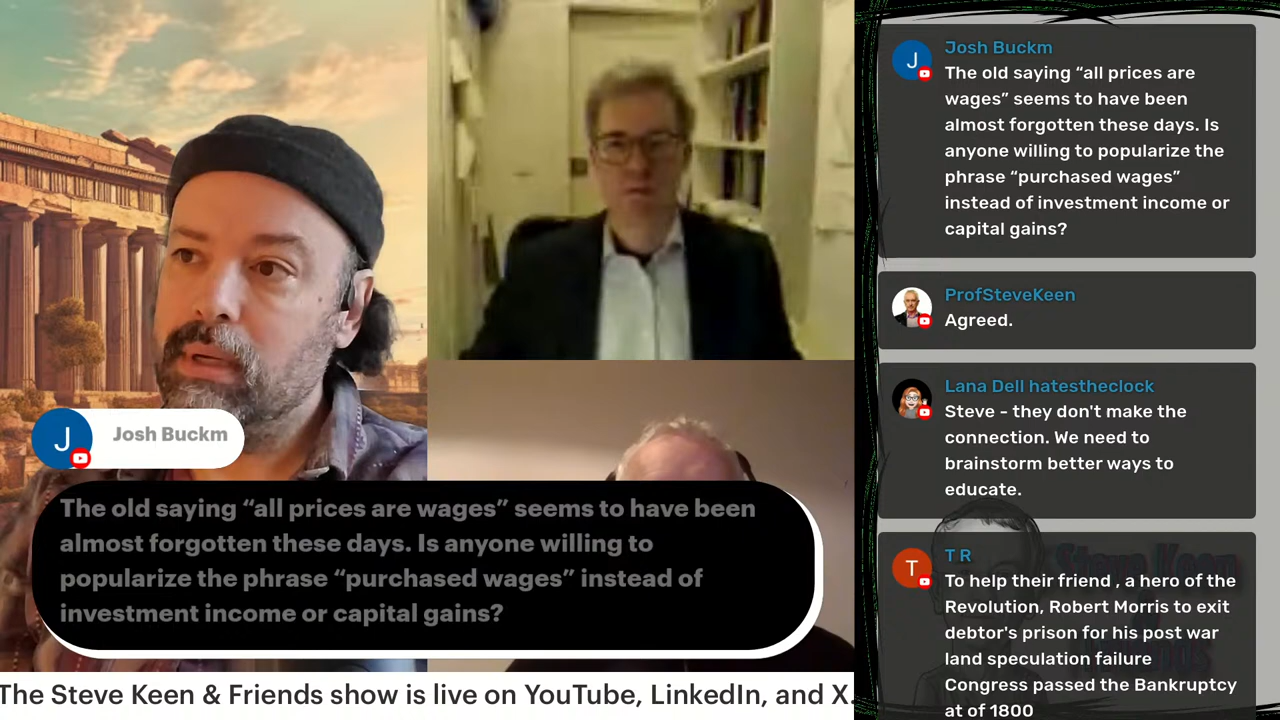 J
Josh Buckm
The old saying “all prices are wages” seems to have been
almost forgotten these days. Is anyone willing to
popularize the phrase “purchased wages” instead of
investment income or capital gains?
The Steve Keen & Friends show is live on YouTube, LinkedIn, and X.
J
Josh Buckm
The old saying “all prices are
wages” seems to have been
almost forgotten these days. Is
anyone willing to popularize the
phrase “purchased wages”
instead of investment income or
capital gains?
ProfSteveKeen
Agreed.
Lana Dell hatestheclock
Steve - they don't make the
connection. We need to
brainstorm better ways to
educate.
T
T R
To help their friend , a hero of the
Revolution, Robert Morris to exit
debtor's prison for his post war
land speculation failure
Congress passed the Bankruptcy
at of 1800